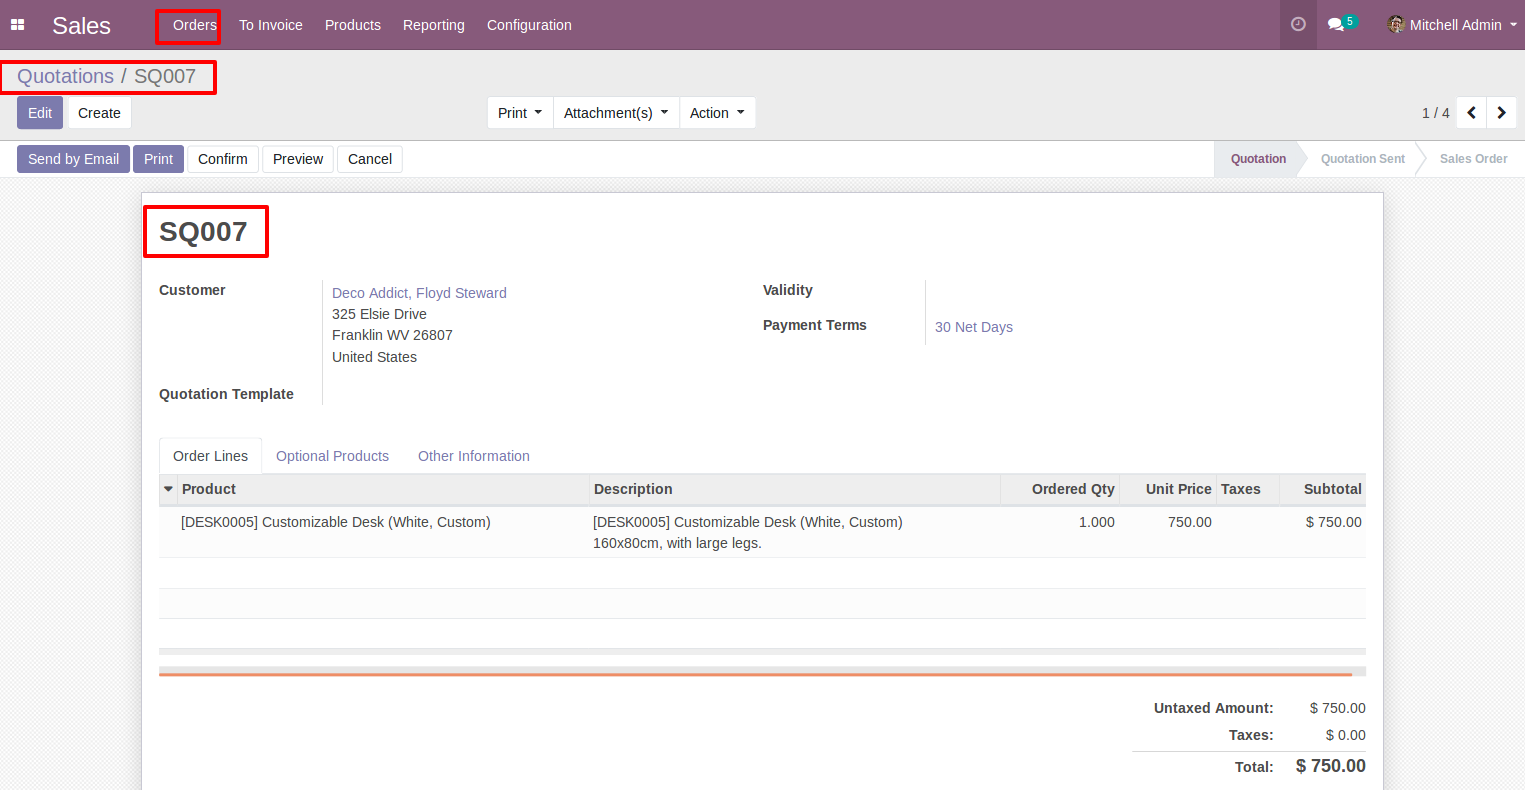 Sales Orders To Invoice Products Reporting Configuration 5 Mitchell Admin
Quotations / SQ007
Edit Create Print Attachment(s) Action 1 / 4
Send by Email Print Confirm Preview Cancel Quotation Quotation Sent Sales Order
SQ007
Customer Deco Addict, Floyd Steward Validity
325 Elsie Drive
Franklin WV 26807 Payment Terms 30 Net Days
United States
Quotation Template
Order Lines Optional Products Other Information
Product Description Ordered Qty Unit Price Taxes Subtotal
[DESK0005] Customizable Desk (White, Custom) [DESK0005] Customizable Desk (White, Custom) 1.000 750.00 $ 750.00
160x80cm, with large legs.
Untaxed Amount: $ 750.00
Taxes: $ 0.00
Total: $ 750.00